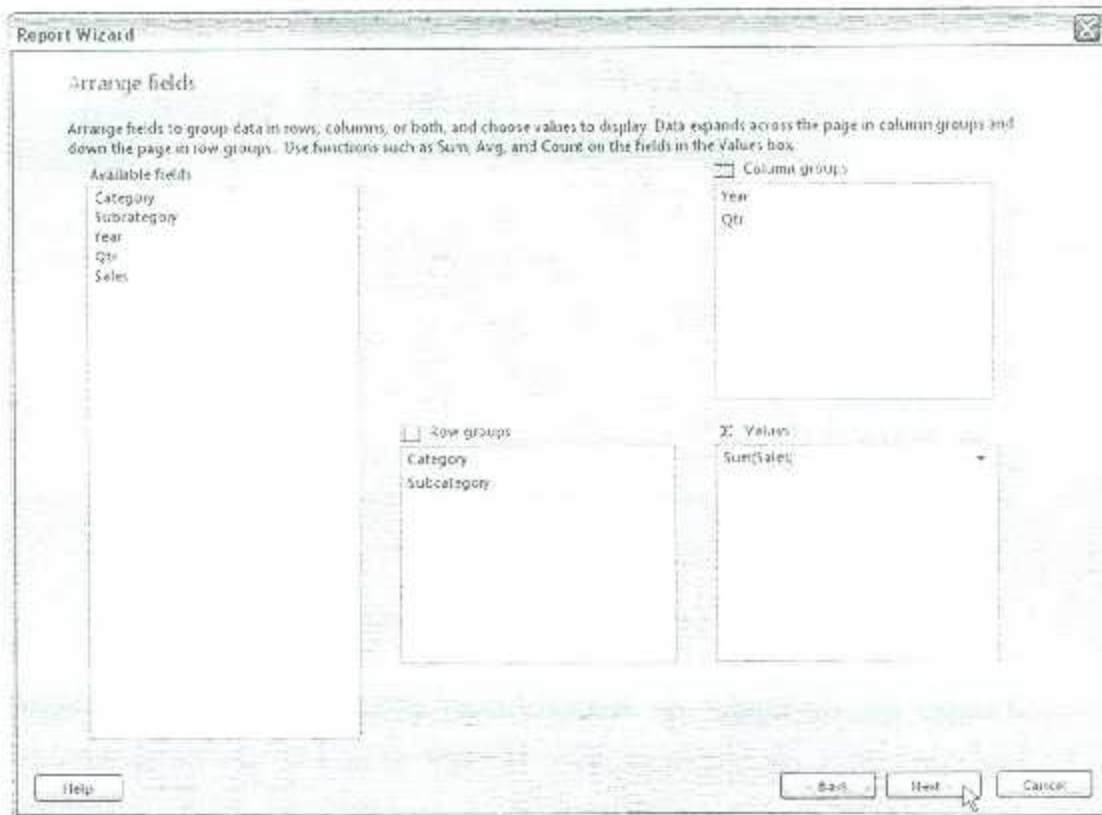 Report Wizard
Arrange fields
Arrange fields to group data in rows, columns, or both, and choose values to display. Data expands across the page in column groups and
down the page in row groups. Use functions such as Sum, Avg, and Count on the fields in the Values box
Available fields
Category
Subcategory
Year
Qtr
Sales
Column groups
Year
Qtr
Row groups
Category
Subcategory
Σ Values
Sum(Sales)
Help
< Back
Next >
Cancel